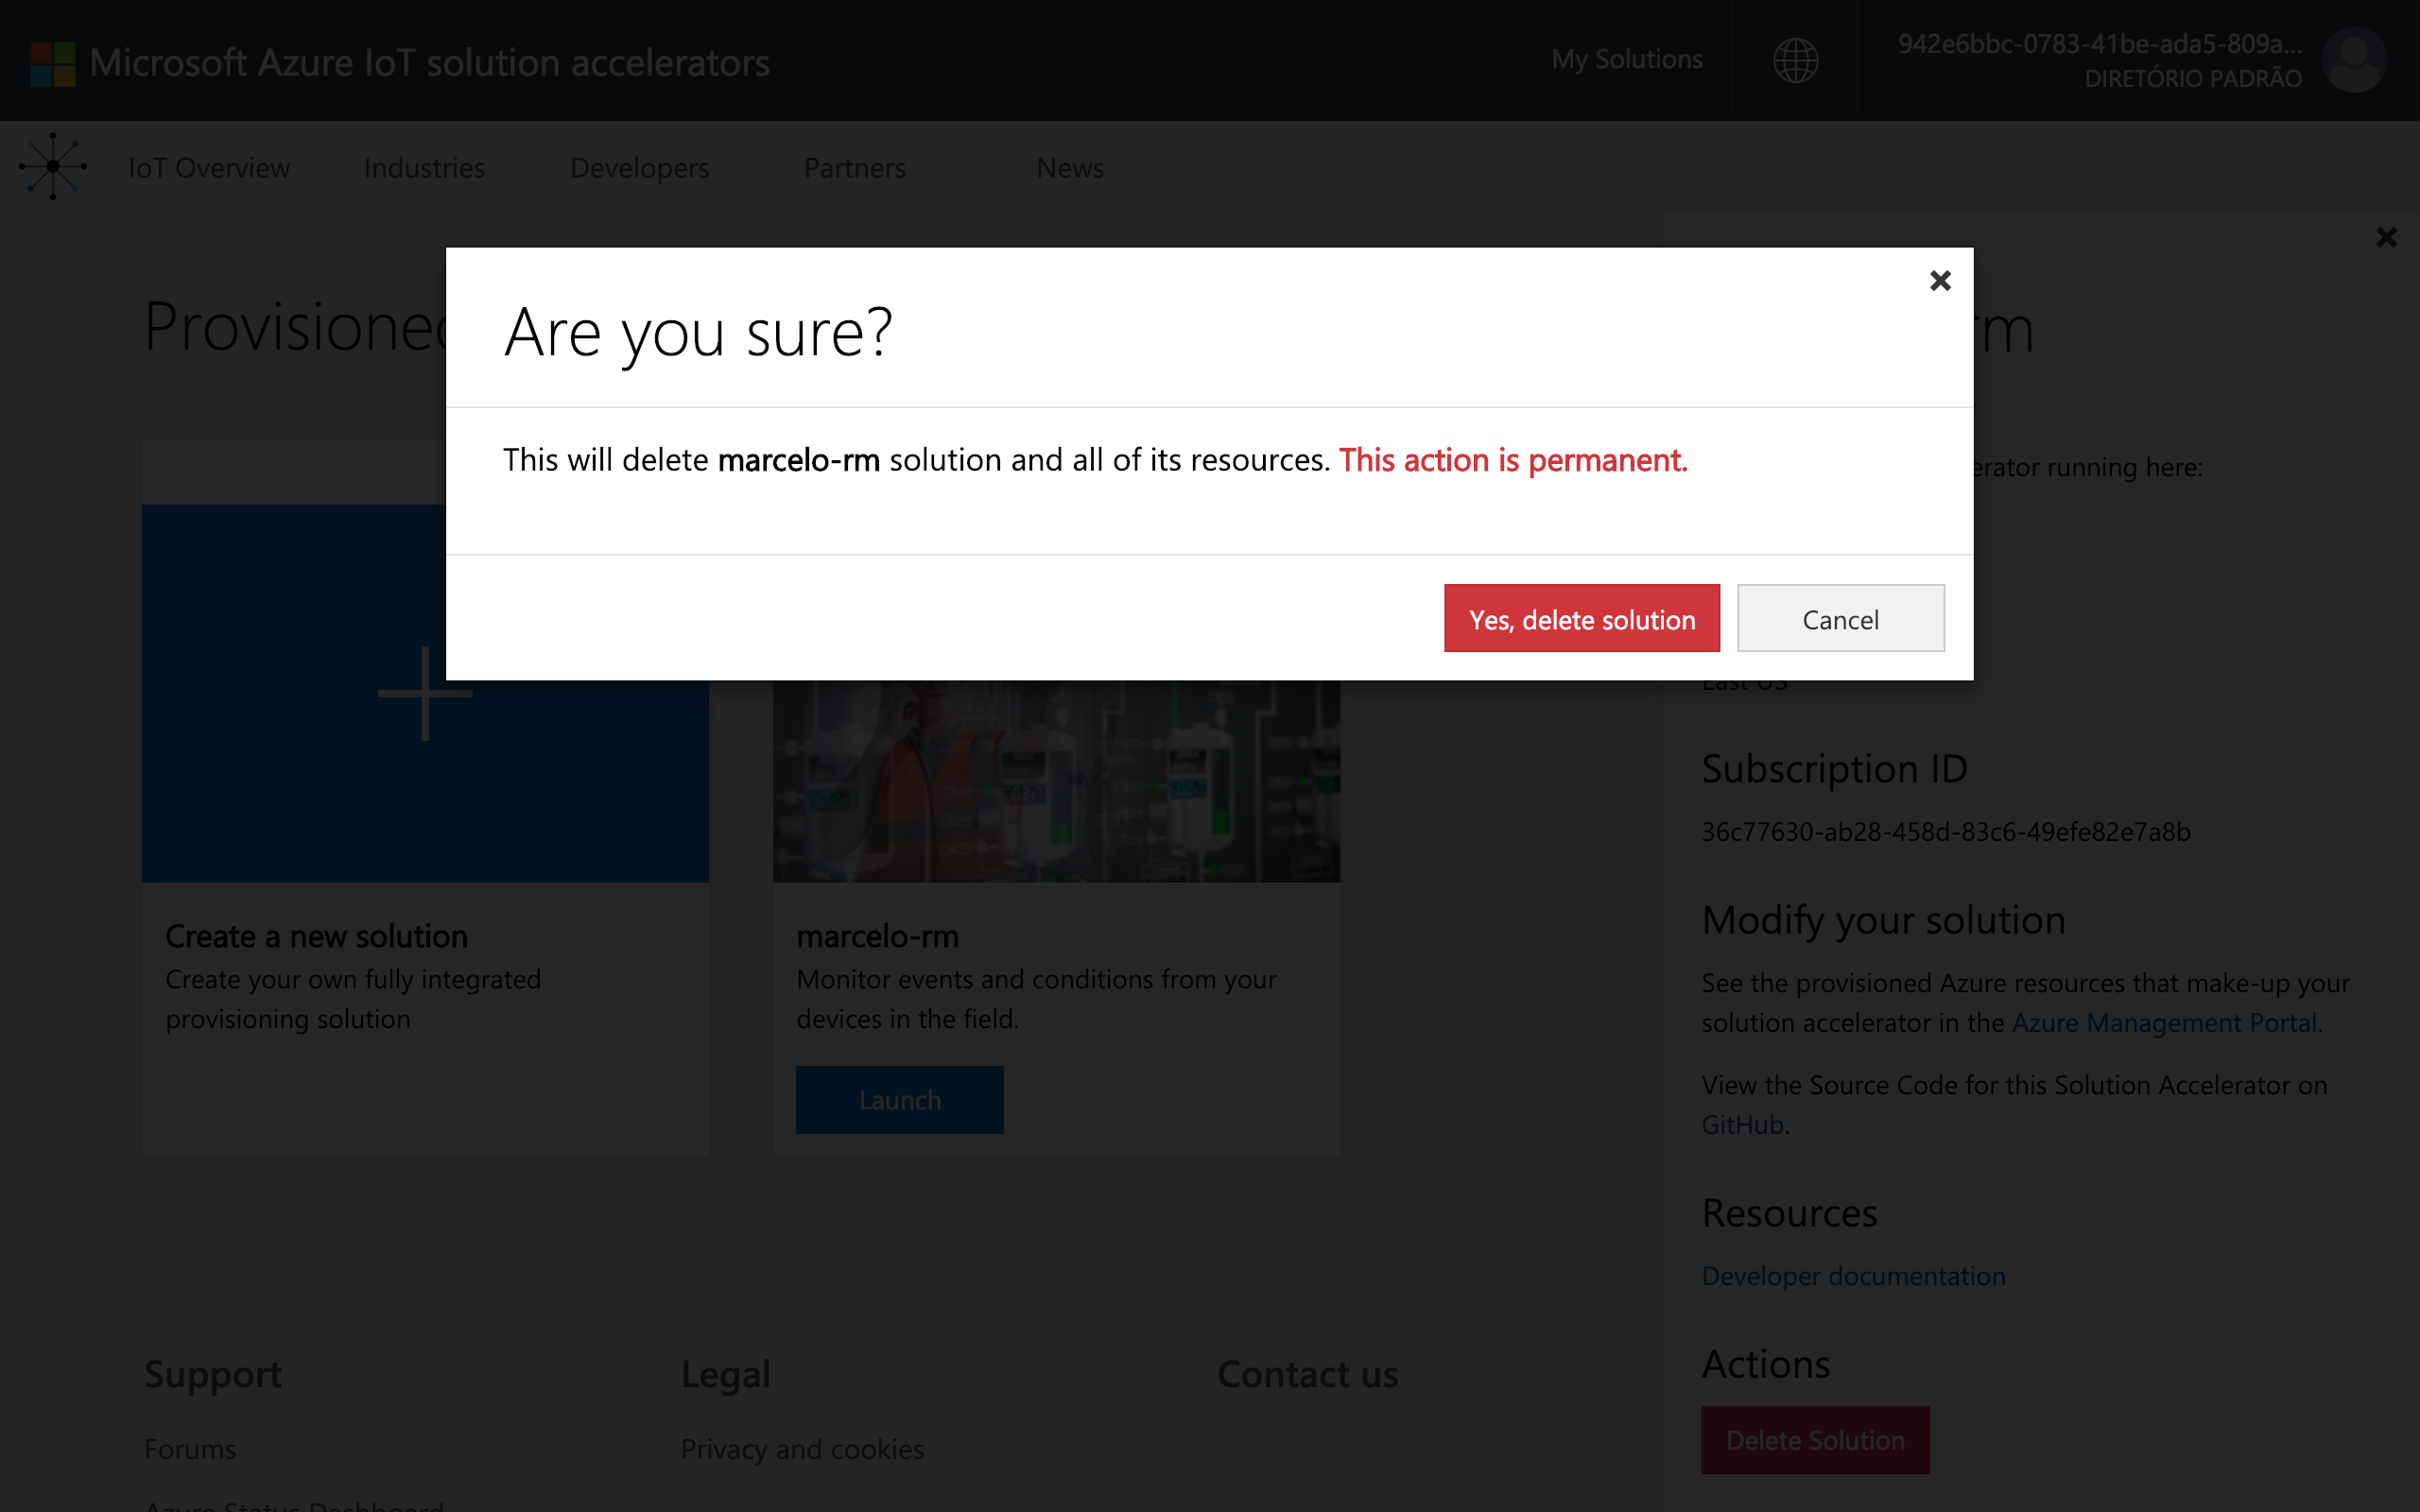 Microsoft Azure IoT solution accelerators
My Solutions
942e6bbc-0783-41be-ada5-809a...
DIRETÓRIO PADRÃO
IoT Overview
Industries
Developers
Partners
News
Provisioned
rm
Are you sure?
This will delete marcelo-rm solution and all of its resources. This action is permanent.
Yes, delete solution
Cancel
erator running here:
East US
Subscription ID
36c77630-ab28-458d-83c6-49efe82e7a8b
Modify your solution
See the provisioned Azure resources that make-up your
solution accelerator in the Azure Management Portal.
View the Source Code for this Solution Accelerator on
GitHub.
Resources
Developer documentation
Actions
Delete Solution
Create a new solution
Create your own fully integrated
provisioning solution
marcelo-rm
Monitor events and conditions from your
devices in the field.
Launch
Support
Forums
Azure Status Dashboard
Legal
Privacy and cookies
Contact us